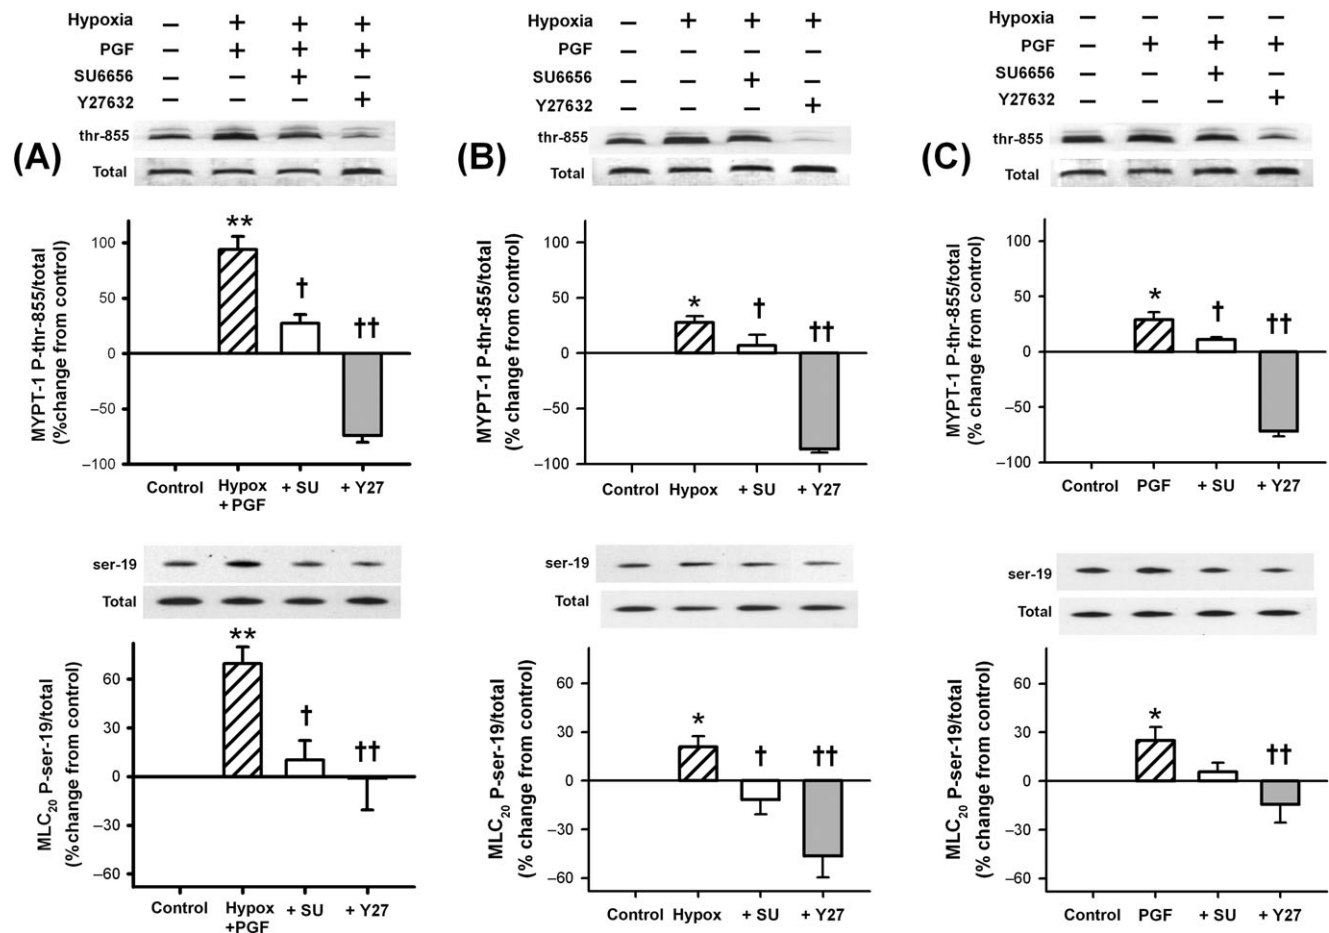 Hypoxia − + + +
PGF − + + +
SU6656 − − + −
Y27632 − − − +
thr-855
(A)
Total
**
†
††
100
50
0
−50
−100
MYPT-1 P-thr-855/total
(%change from control)
Control Hypox + SU + Y27
+ PGF
ser-19
Total
**
†
††
60
30
0
−30
−60
MLC20 P-ser-19/total
(%change from control)
Control Hypox + SU + Y27
+PGF
Hypoxia − + + +
PGF − − − −
SU6656 − − + −
Y27632 − − − +
thr-855
(B)
Total
*
†
††
100
50
0
−50
−100
MYPT-1 P-thr-855/total
(% change from control)
Control Hypox + SU + Y27
ser-19
Total
*
†
††
60
30
0
−30
−60
MLC20 P-ser-19/total
(% change from control)
Control Hypox + SU + Y27
Hypoxia − − − −
PGF − + + +
SU6656 − − + −
Y27632 − − − +
thr-855
(C)
Total
*
†
††
100
50
0
−50
−100
MYPT-1 P-thr-855/total
(% change from control)
Control PGF + SU + Y27
ser-19
Total
*
††
60
30
0
−30
−60
MLC20 P-ser-19/total
(% change from control)
Control PGF + SU + Y27